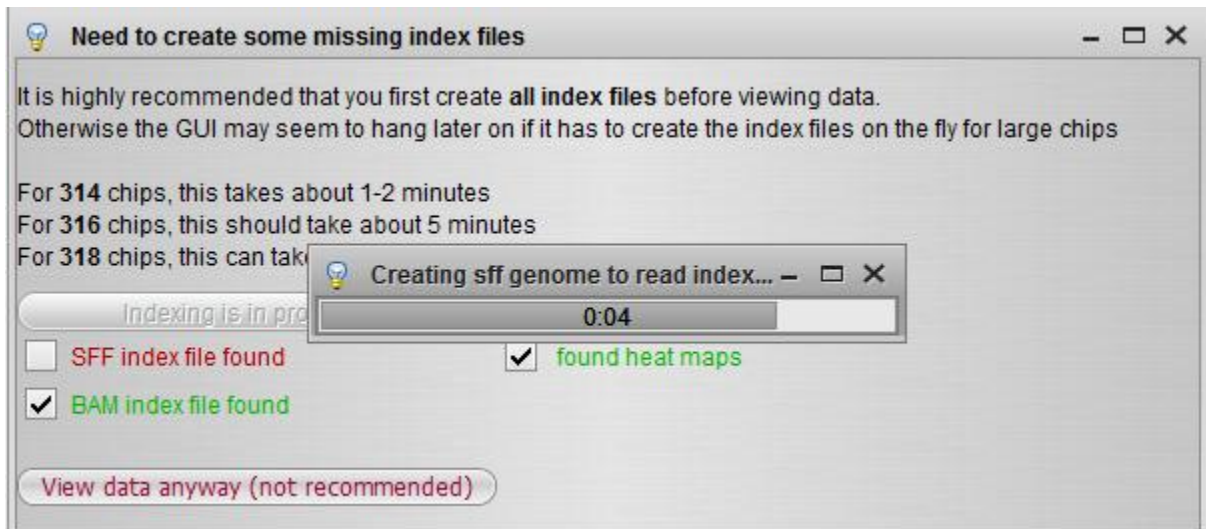 Need to create some missing index files
It is highly recommended that you first create all index files before viewing data.
Otherwise the GUI may seem to hang later on if it has to create the index files on the fly for large chips
For 314 chips, this takes about 1-2 minutes
For 316 chips, this should take about 5 minutes
For 318 chips, this can
Creating sff genome to read index...
0:04
Indexing is in
SFF index file found
found heat maps
BAM index file found
View data anyway (not recommended)